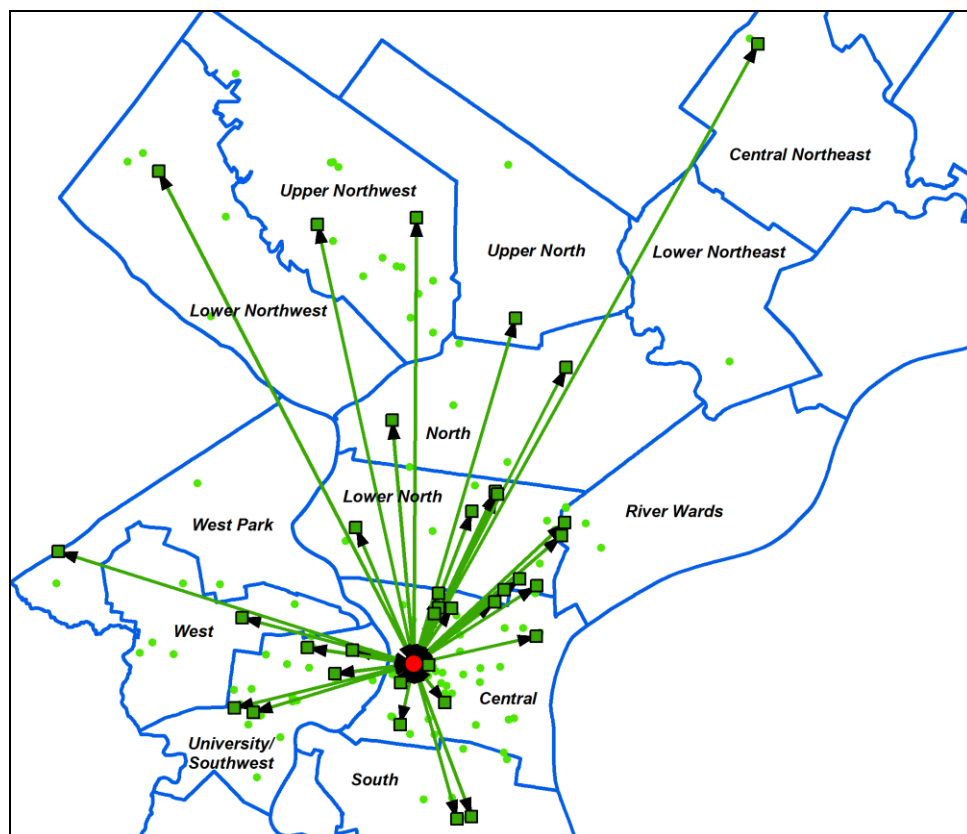 Central Northeast
Upper Northwest
Upper North
Lower Northeast
Lower Northwest
North
Lower North
River Wards
West Park
West
Central
University/
Southwest
South